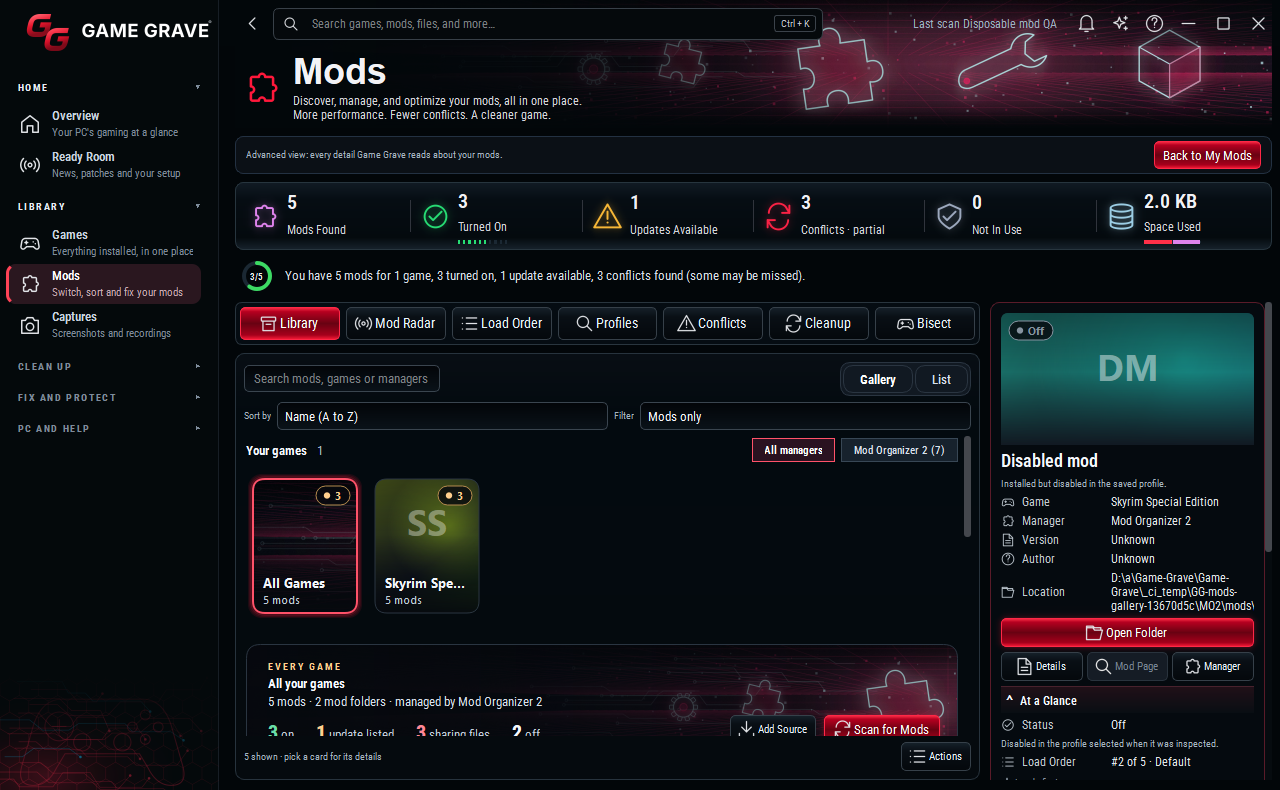 GAME GRAVE
Search games, mods, files, and more...
Ctrl + K
Last scan Disposable mod QA
HOME
Overview
Your PC's gaming at a glance
Ready Room
News, patches and your setup
LIBRARY
Games
Everything installed, in one place
Mods
Switch, sort and fix your mods
Captures
Screenshots and recordings
CLEAN UP
FIX AND PROTECT
PC AND HELP
Mods
Discover, manage, and optimize your mods, all in one place.
More performance. Fewer conflicts. A cleaner game.
Advanced view: every detail Game Grave reads about your mods.
Back to My Mods
5
Mods Found
3
Turned On
1
Updates Available
3
Conflicts · partial
0
Not In Use
2.0 KB
Space Used
3/5
You have 5 mods for 1 game, 3 turned on, 1 update available, 3 conflicts found (some may be missed).
Library
Mod Radar
Load Order
Profiles
Conflicts
Cleanup
Bisect
Search mods, games or managers
Gallery
List
Sort by
Name (A to Z)
Filter
Mods only
Your games 1
All managers
Mod Organizer 2 (7)
3
All Games
5 mods
3
SS
Skyrim Spe...
5 mods
EVERY GAME
All your games
5 mods · 2 mod folders · managed by Mod Organizer 2
3 on
1 update listed
3 sharing files
2 off
Add Source
Scan for Mods
5 shown · pick a card for its details
Actions
Off
DM
Disabled mod
Installed but disabled in the saved profile.
Game Skyrim Special Edition
Manager Mod Organizer 2
Version Unknown
Author Unknown
Location D:\a\Game-Grave\Game-
Grave\_ci_temp\GG-mods-
gallery-13670d5c\MO2\mods\
Open Folder
Details
Mod Page
Manager
At a Glance
Status Off
Disabled in the profile selected when it was inspected.
Load Order #2 of 5 · Default